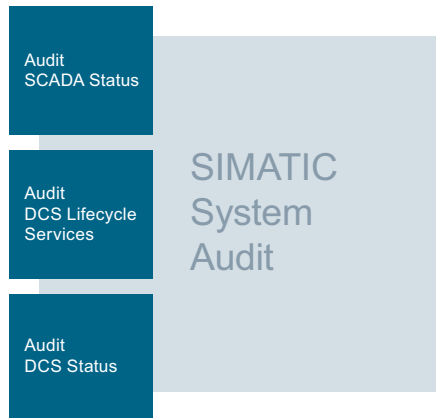 Audit
SCADA Status
Audit
DCS Lifecycle
Services
Audit
DCS Status
SIMATIC
System
Audit